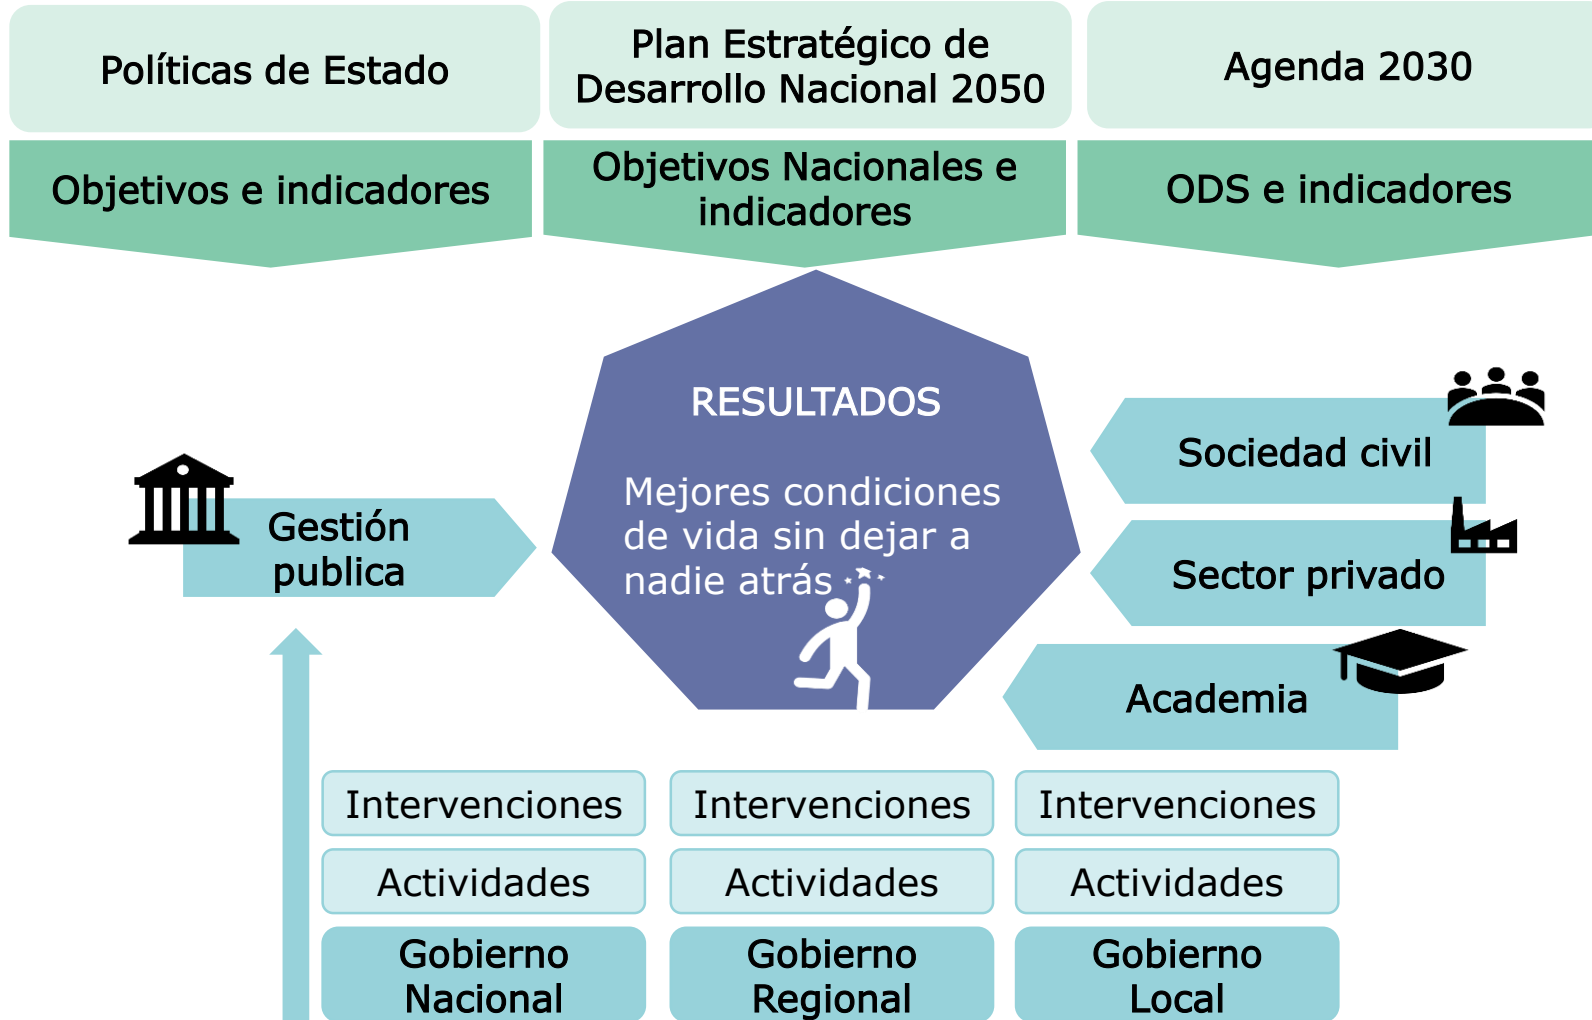 Políticas de Estado
Plan Estratégico de
Desarrollo Nacional 2050
Agenda 2030
Objetivos e indicadores
Objetivos Nacionales e
indicadores
ODS e indicadores
RESULTADOS
Mejores condiciones
de vida sin dejar a
nadie atrás
Gestión
publica
Sociedad civil
Sector privado
Academia
Intervenciones
Intervenciones
Intervenciones
Actividades
Actividades
Actividades
Gobierno
Nacional
Gobierno
Regional
Gobierno
Local